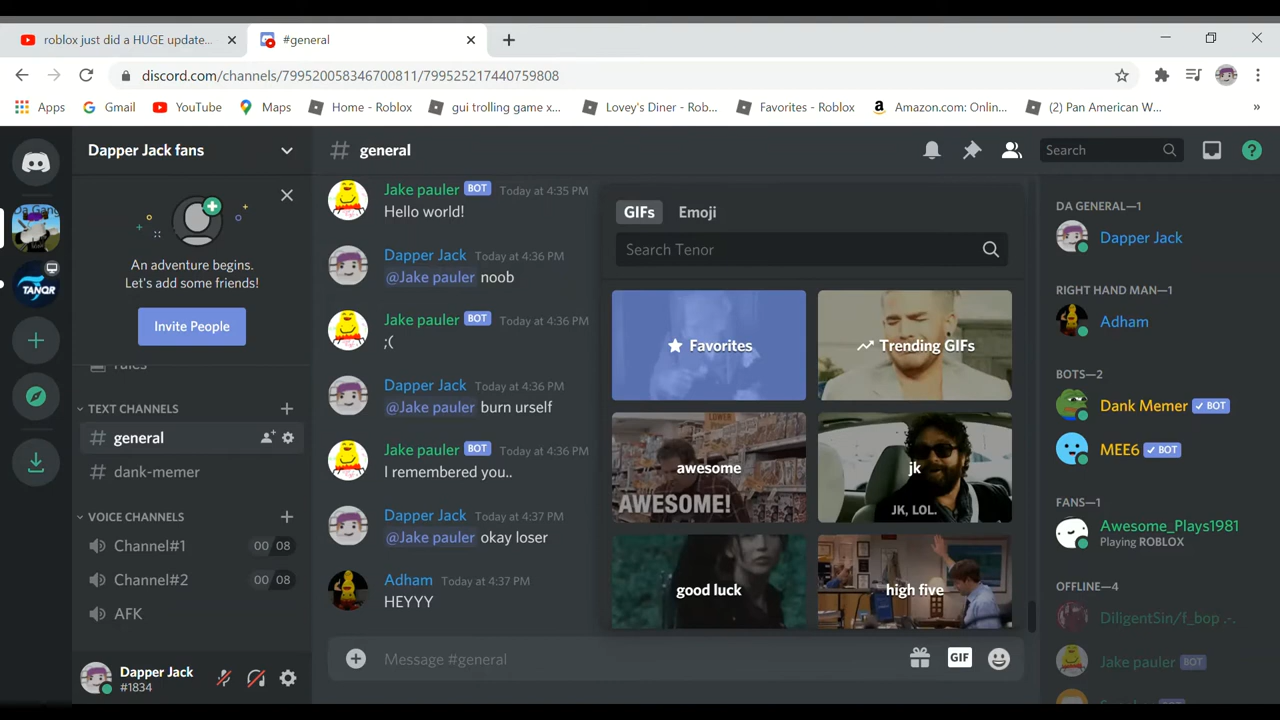 roblox just did a HUGE update...
#general
discord.com/channels/799520058346700811/799525217440759808
Apps
Gmail
YouTube
Maps
Home - Roblox
gui trolling game x...
Lovey's Diner - Rob...
Favorites - Roblox
Amazon.com: Onlin...
(2) Pan American W...
»
Da Gang
TANQR
Dapper Jack fans
An adventure begins.
Let's add some friends!
Invite People
rules
TEXT CHANNELS
# general
# dank-memer
VOICE CHANNELS
Channel#1 00 08
Channel#2 00 08
AFK
Dapper Jack
#1834
# general
Search
Jake pauler BOT Today at 4:35 PM
Hello world!
Dapper Jack Today at 4:36 PM
@Jake pauler noob
Jake pauler BOT Today at 4:36 PM
;(
Dapper Jack Today at 4:36 PM
@Jake pauler burn urself
Jake pauler BOT Today at 4:36 PM
I remembered you..
Dapper Jack Today at 4:37 PM
@Jake pauler okay loser
Adham Today at 4:37 PM
HEYYY
Message #general
GIF
GIFs Emoji
Search Tenor
Favorites
Trending GIFs
awesome
AWESOME!
jk
JK, LOL.
good luck
high five
DA GENERAL—1
Dapper Jack
RIGHT HAND MAN—1
Adham
BOTS—2
Dank Memer ✓ BOT
MEE6 ✓ BOT
FANS—1
Awesome_Plays1981
Playing ROBLOX
OFFLINE—4
DiligentSin/f_bop .-.
Jake pauler BOT